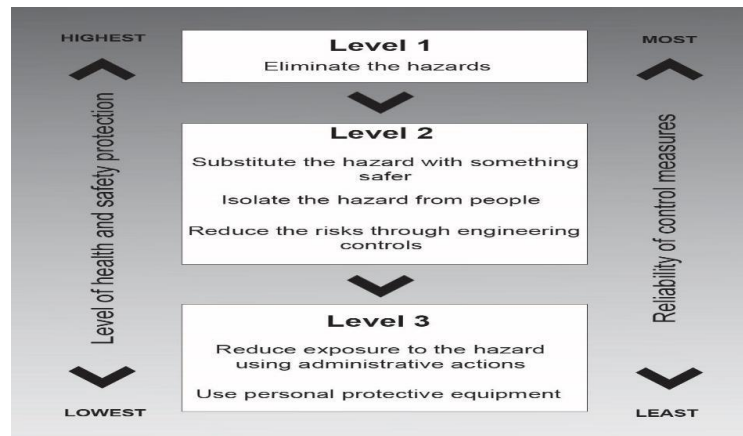 HIGHEST
Level 1
Eliminate the hazards
MOST
Level of health and safety protection
Level 2
Substitute the hazard with something
safer
Isolate the hazard from people
Reduce the risks through engineering
controls
Reliability of control measures
Level 3
Reduce exposure to the hazard
using administrative actions
Use personal protective equipment
LOWEST
LEAST